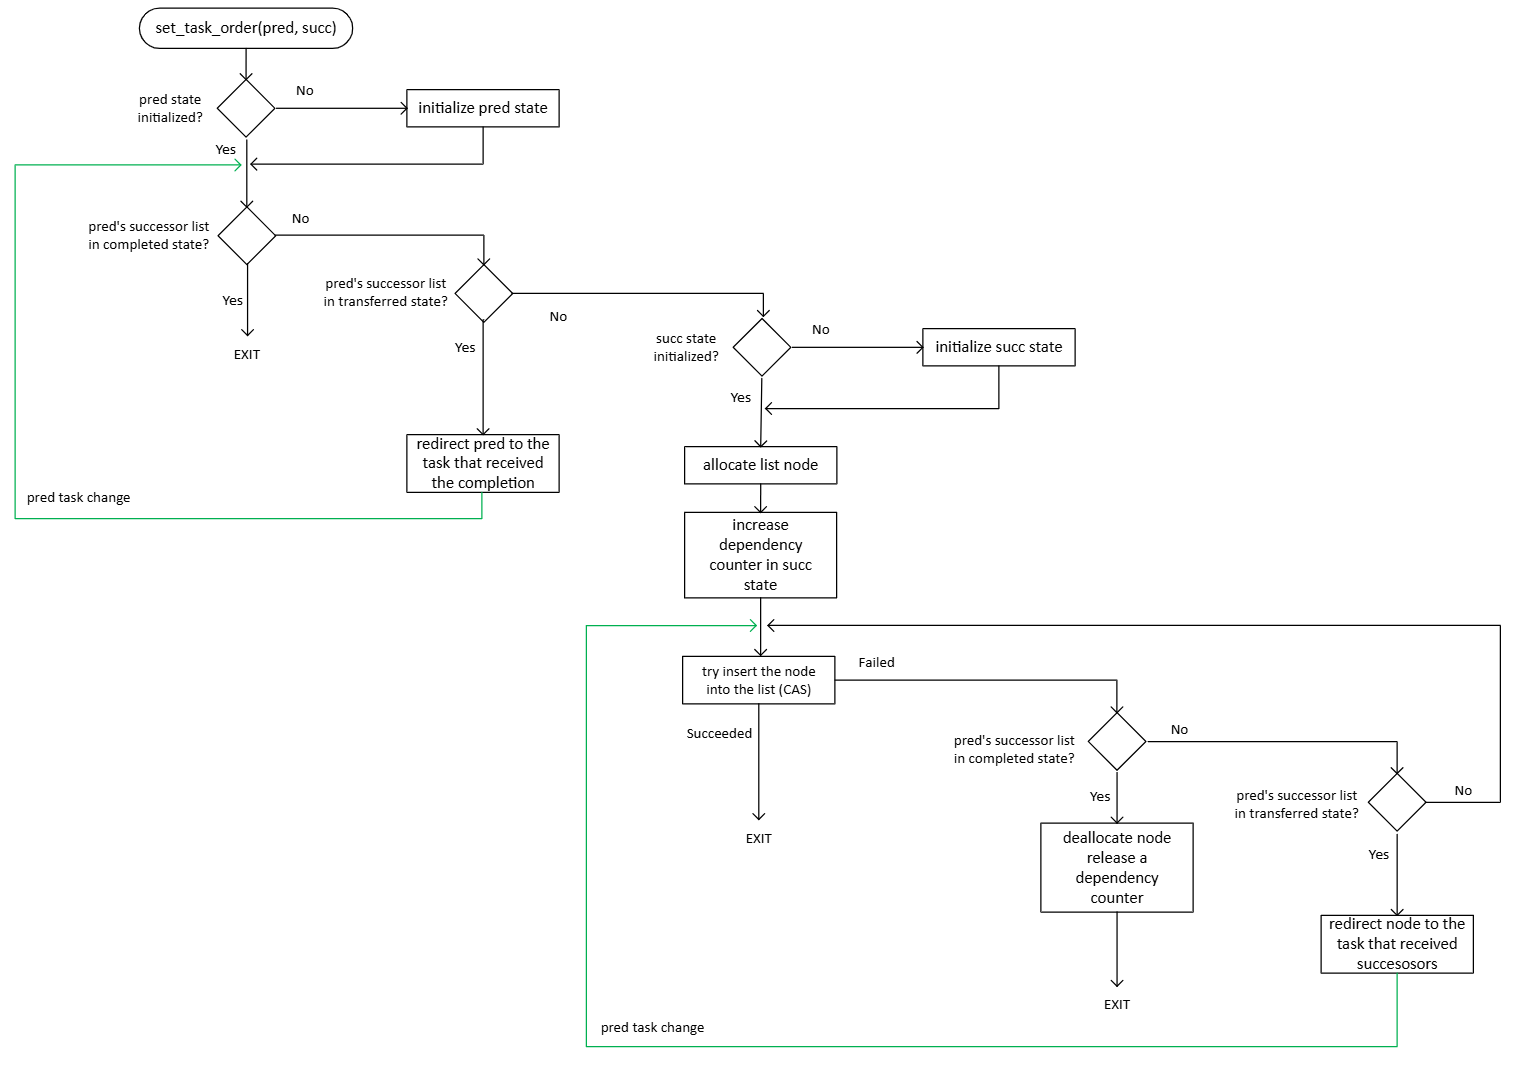 set_task_order(pred, succ)
pred state
initialized?
No
initialize pred state
Yes
pred's successor list
in completed state?
No
Yes
EXIT
pred's successor list
in transferred state?
No
Yes
redirect pred to the
task that received
the completion
pred task change
succ state
initialized?
No
initialize succ state
Yes
allocate list node
increase
dependency
counter in succ
state
try insert the node
into the list (CAS)
Failed
Succeeded
EXIT
pred's successor list
in completed state?
No
Yes
deallocate node
release a
dependency
counter
EXIT
pred's successor list
in transferred state?
No
Yes
redirect node to the
task that received
succesosors
pred task change